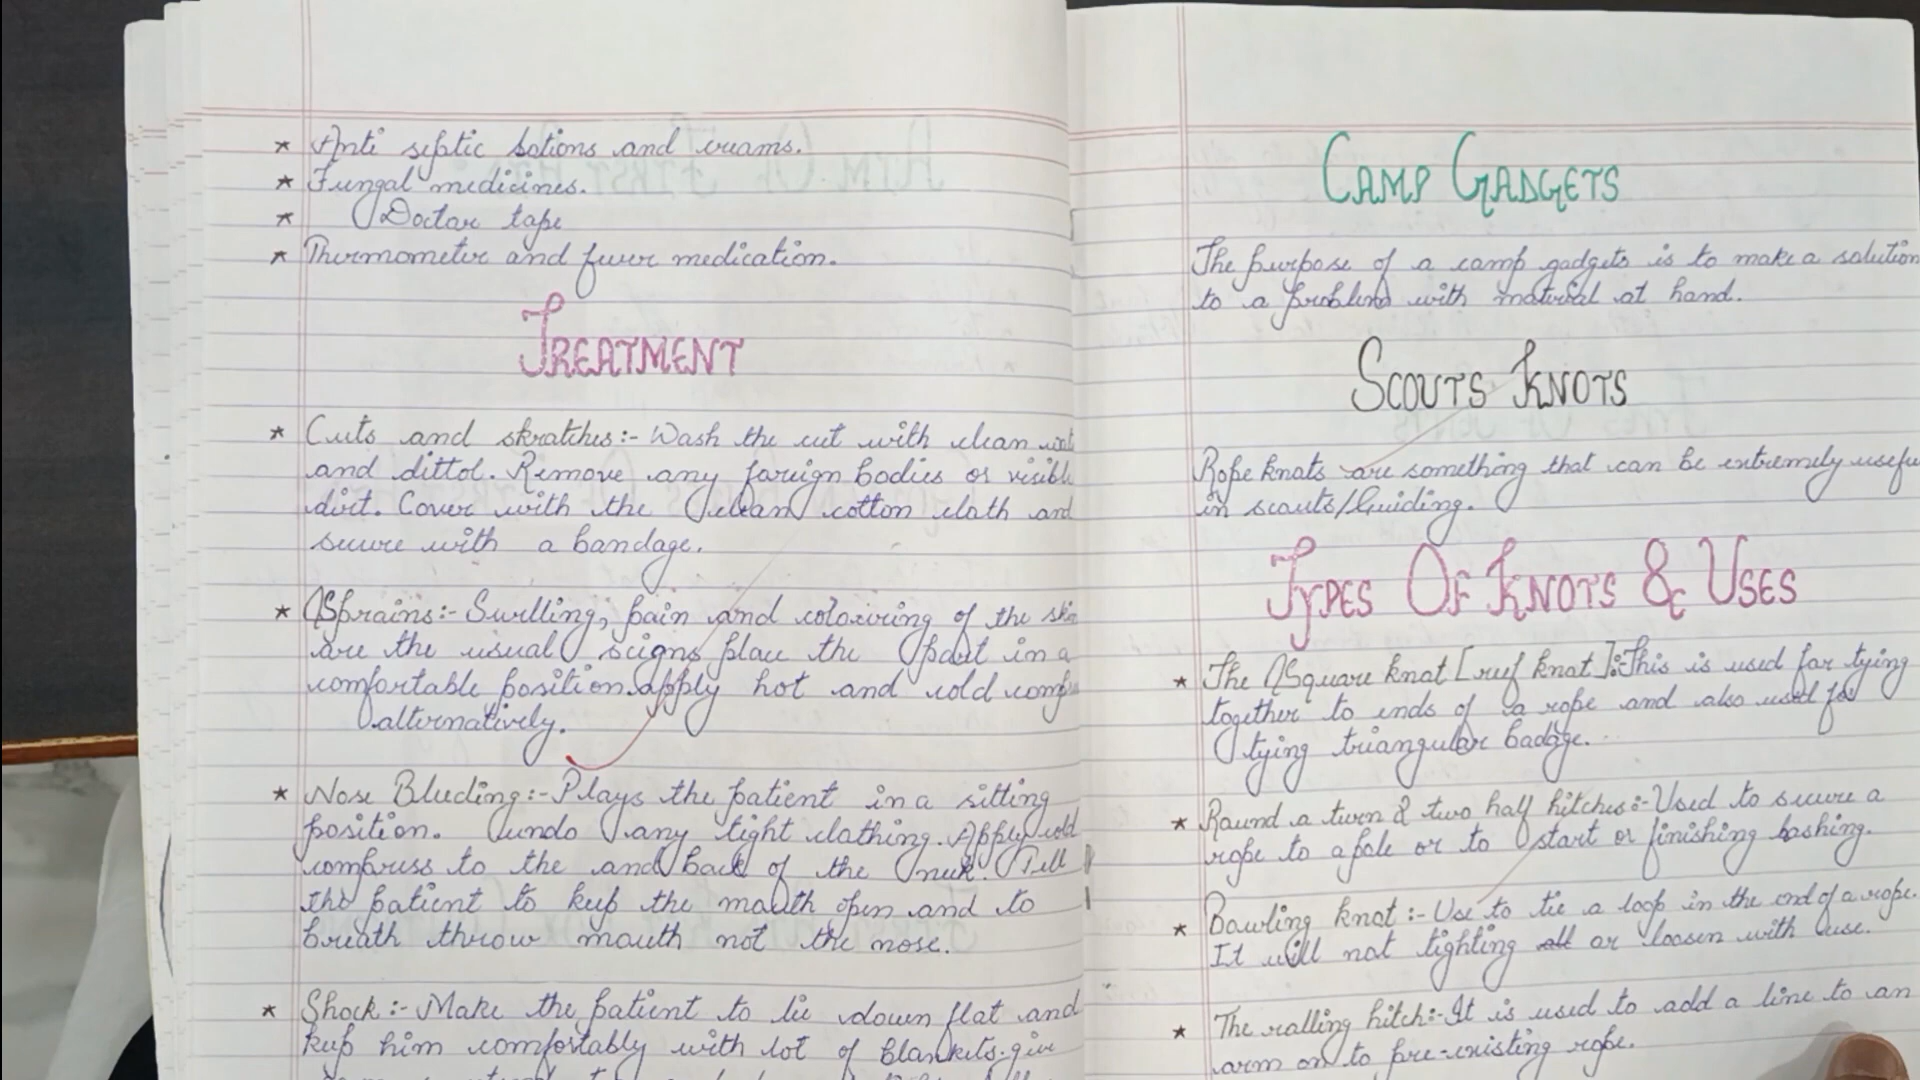 * Anti septic lotions and creams.
* Fungal medicines.
* Doctor tape
* Thermometer and fever medication.
TREATMENT
* Cuts and skratches:- Wash the cut with clean wat
and dittol. Remove any foreign bodies or visibl
dirt. Cover with the clean cotton cloth and
secure with a bandage.
* Sprains:- Swelling, pain and colouring of the ski
are the usual scigns place the part in a
comfortable position. apply hot and cold comp
alternatively.
* Nose Bleeding:- Plays the patient in a sitting
position. undo any tight clothing. Apply cold
compress to the and back of the neck. Tell
the patient to keep the mouth open and to
breath throw mouth not the nose.
* Shock:- Make the patient to lie down flat and
keep him comfortably with lot of blankets. give
CAMP GADGETS
The purpose of a camp gadgets is to make a solution
to a problem with material at hand.
SCOUTS KNOTS
Rope knots are something that can be extremely usefu
in scouts/Guiding.
TYPES OF KNOTS & USES
* The Square knot [reef knot]:- This is used for tying
together to ends of a rope and also used for
tying triangular badage.
* Round a turn & two half hitches:- Used to secure a
rope to a pole or to start or finishing lashing.
* Bowling knot:- Use to tie a loop in the end of a rope.
It will not tighting or loosen with use.
* The ralling hitch:- It is used to add a line to an
arm on to pre-existing rope.